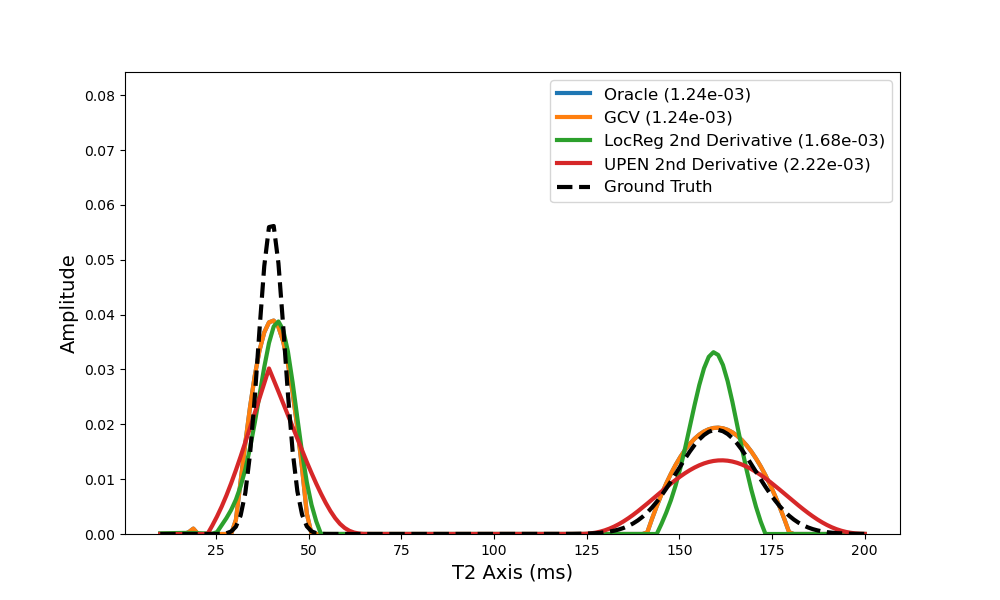 Oracle (1.24e-03)
GCV (1.24e-03)
LocReg 2nd Derivative (1.68e-03)
UPEN 2nd Derivative (2.22e-03)
Ground Truth
Amplitude
0.08
0.07
0.06
0.05
0.04
0.03
0.02
0.01
0.00
25 50 75 100 125 150 175 200
T2 Axis (ms)